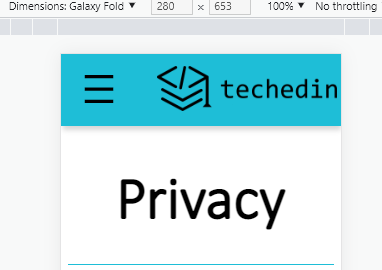 Dimensions: Galaxy Fold ▼ 280 × 653 100% ▼ No throttling
techedin
Privacy